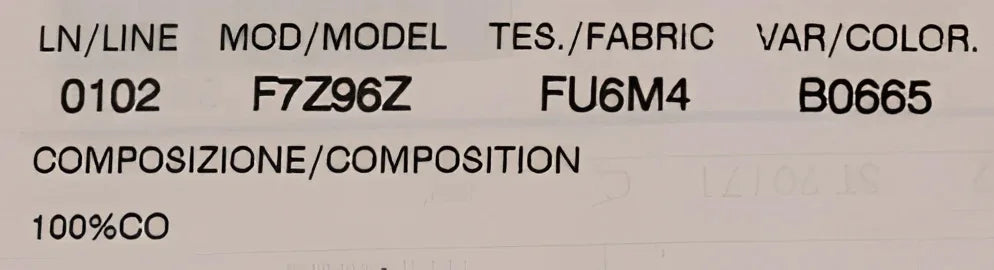 LN/LINE MOD/MODEL TES./FABRIC VAR/COLOR.
0102 F7Z96Z FU6M4 B0665
COMPOSIZIONE/COMPOSITION
100%CO